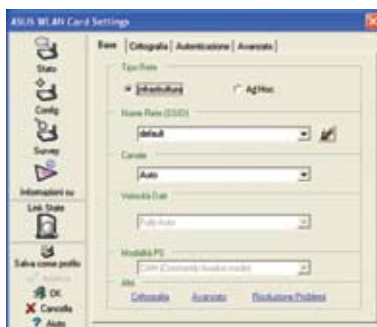 ASUS WLAN Card Settings
Stato
Config
Survey
Informazioni su
Link State
Salva come profilo
OK
Cancella
Aiuto
Base
Crittografia
Autenticazione
Avanzato
Tipo Rete
Infrastruttura
Ad Hoc
Nome Rete (SSID)
default
Canale
Auto
Velocità Dati
Fully Auto
Modalità PS
Altri
Crittografia
Avanzato
Risoluzione Problemi